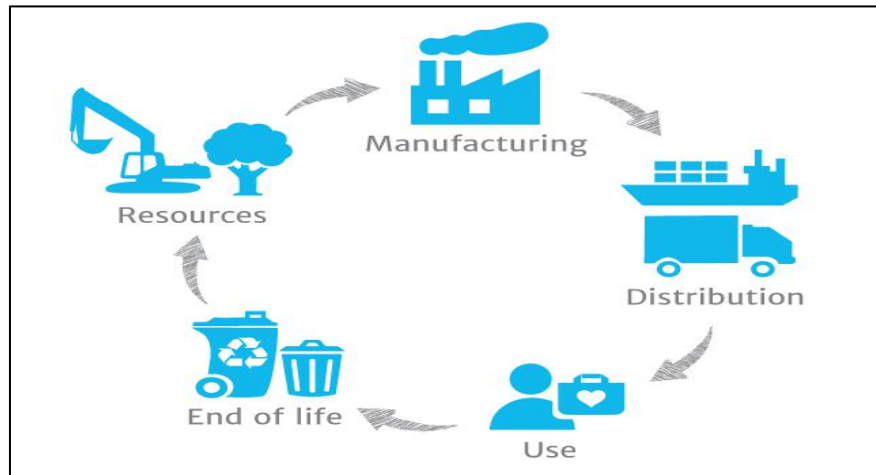 Manufacturing
Resources
Distribution
End of life
Use